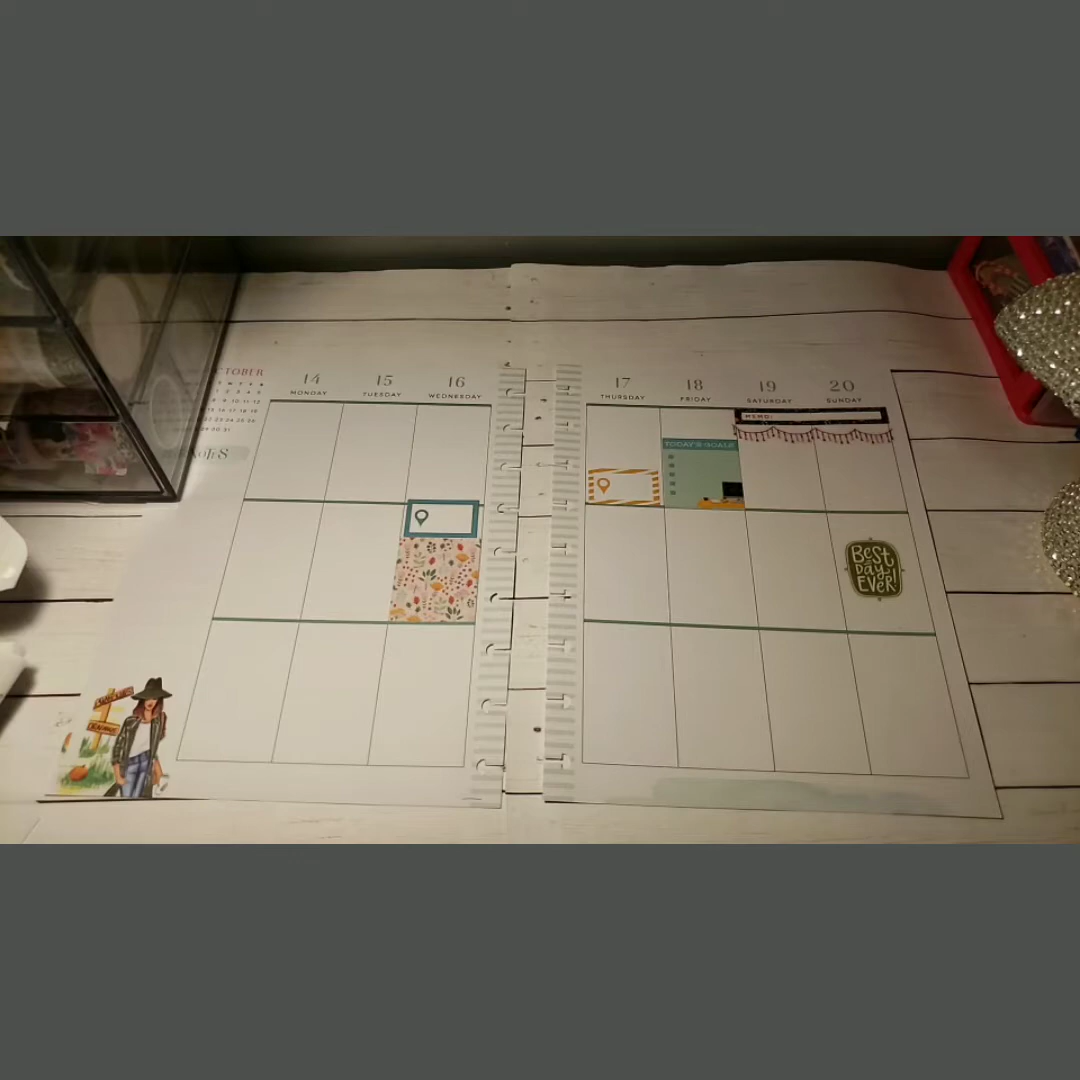 OCTOBER
NOTES
14
MONDAY
15
TUESDAY
16
WEDNESDAY
17
THURSDAY
18
FRIDAY
19
SATURDAY
20
SUNDAY
MEMO:
TODAY'S GOALS
BEST
DAY
EVER!